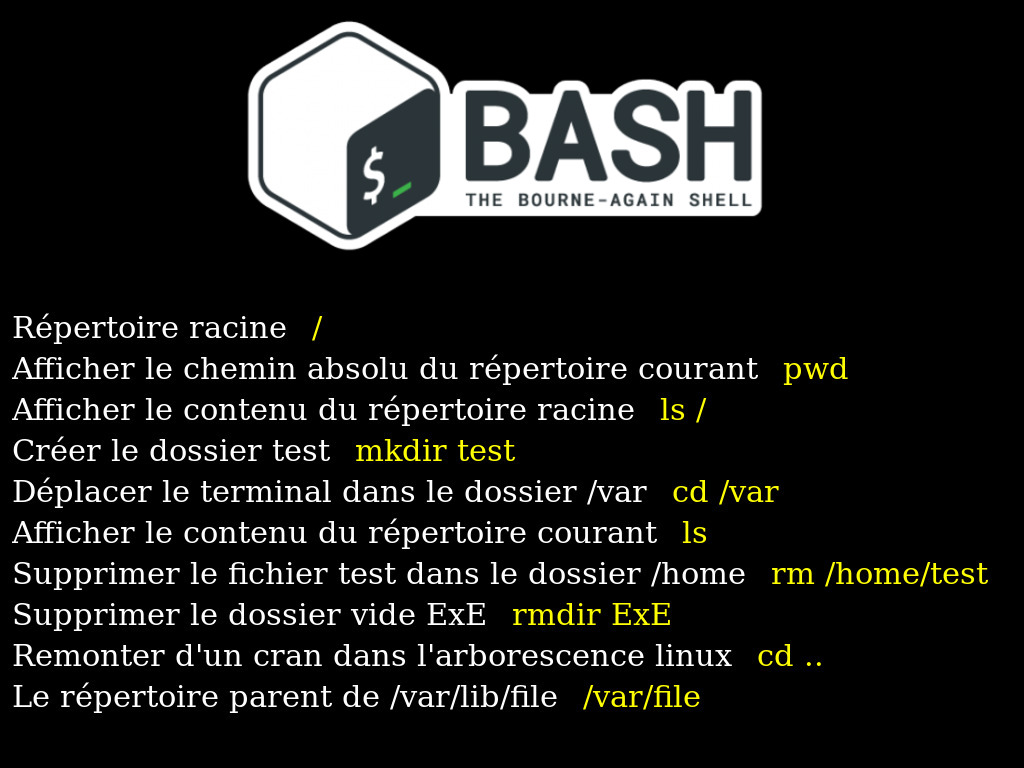 $_
BASH
THE BOURNE-AGAIN SHELL
Répertoire racine /
Afficher le chemin absolu du répertoire courant pwd
Afficher le contenu du répertoire racine ls /
Créer le dossier test mkdir test
Déplacer le terminal dans le dossier /var cd /var
Afficher le contenu du répertoire courant ls
Supprimer le fichier test dans le dossier /home rm /home/test
Supprimer le dossier vide ExE rmdir ExE
Remonter d'un cran dans l'arborescence linux cd ..
Le répertoire parent de /var/lib/file /var/file